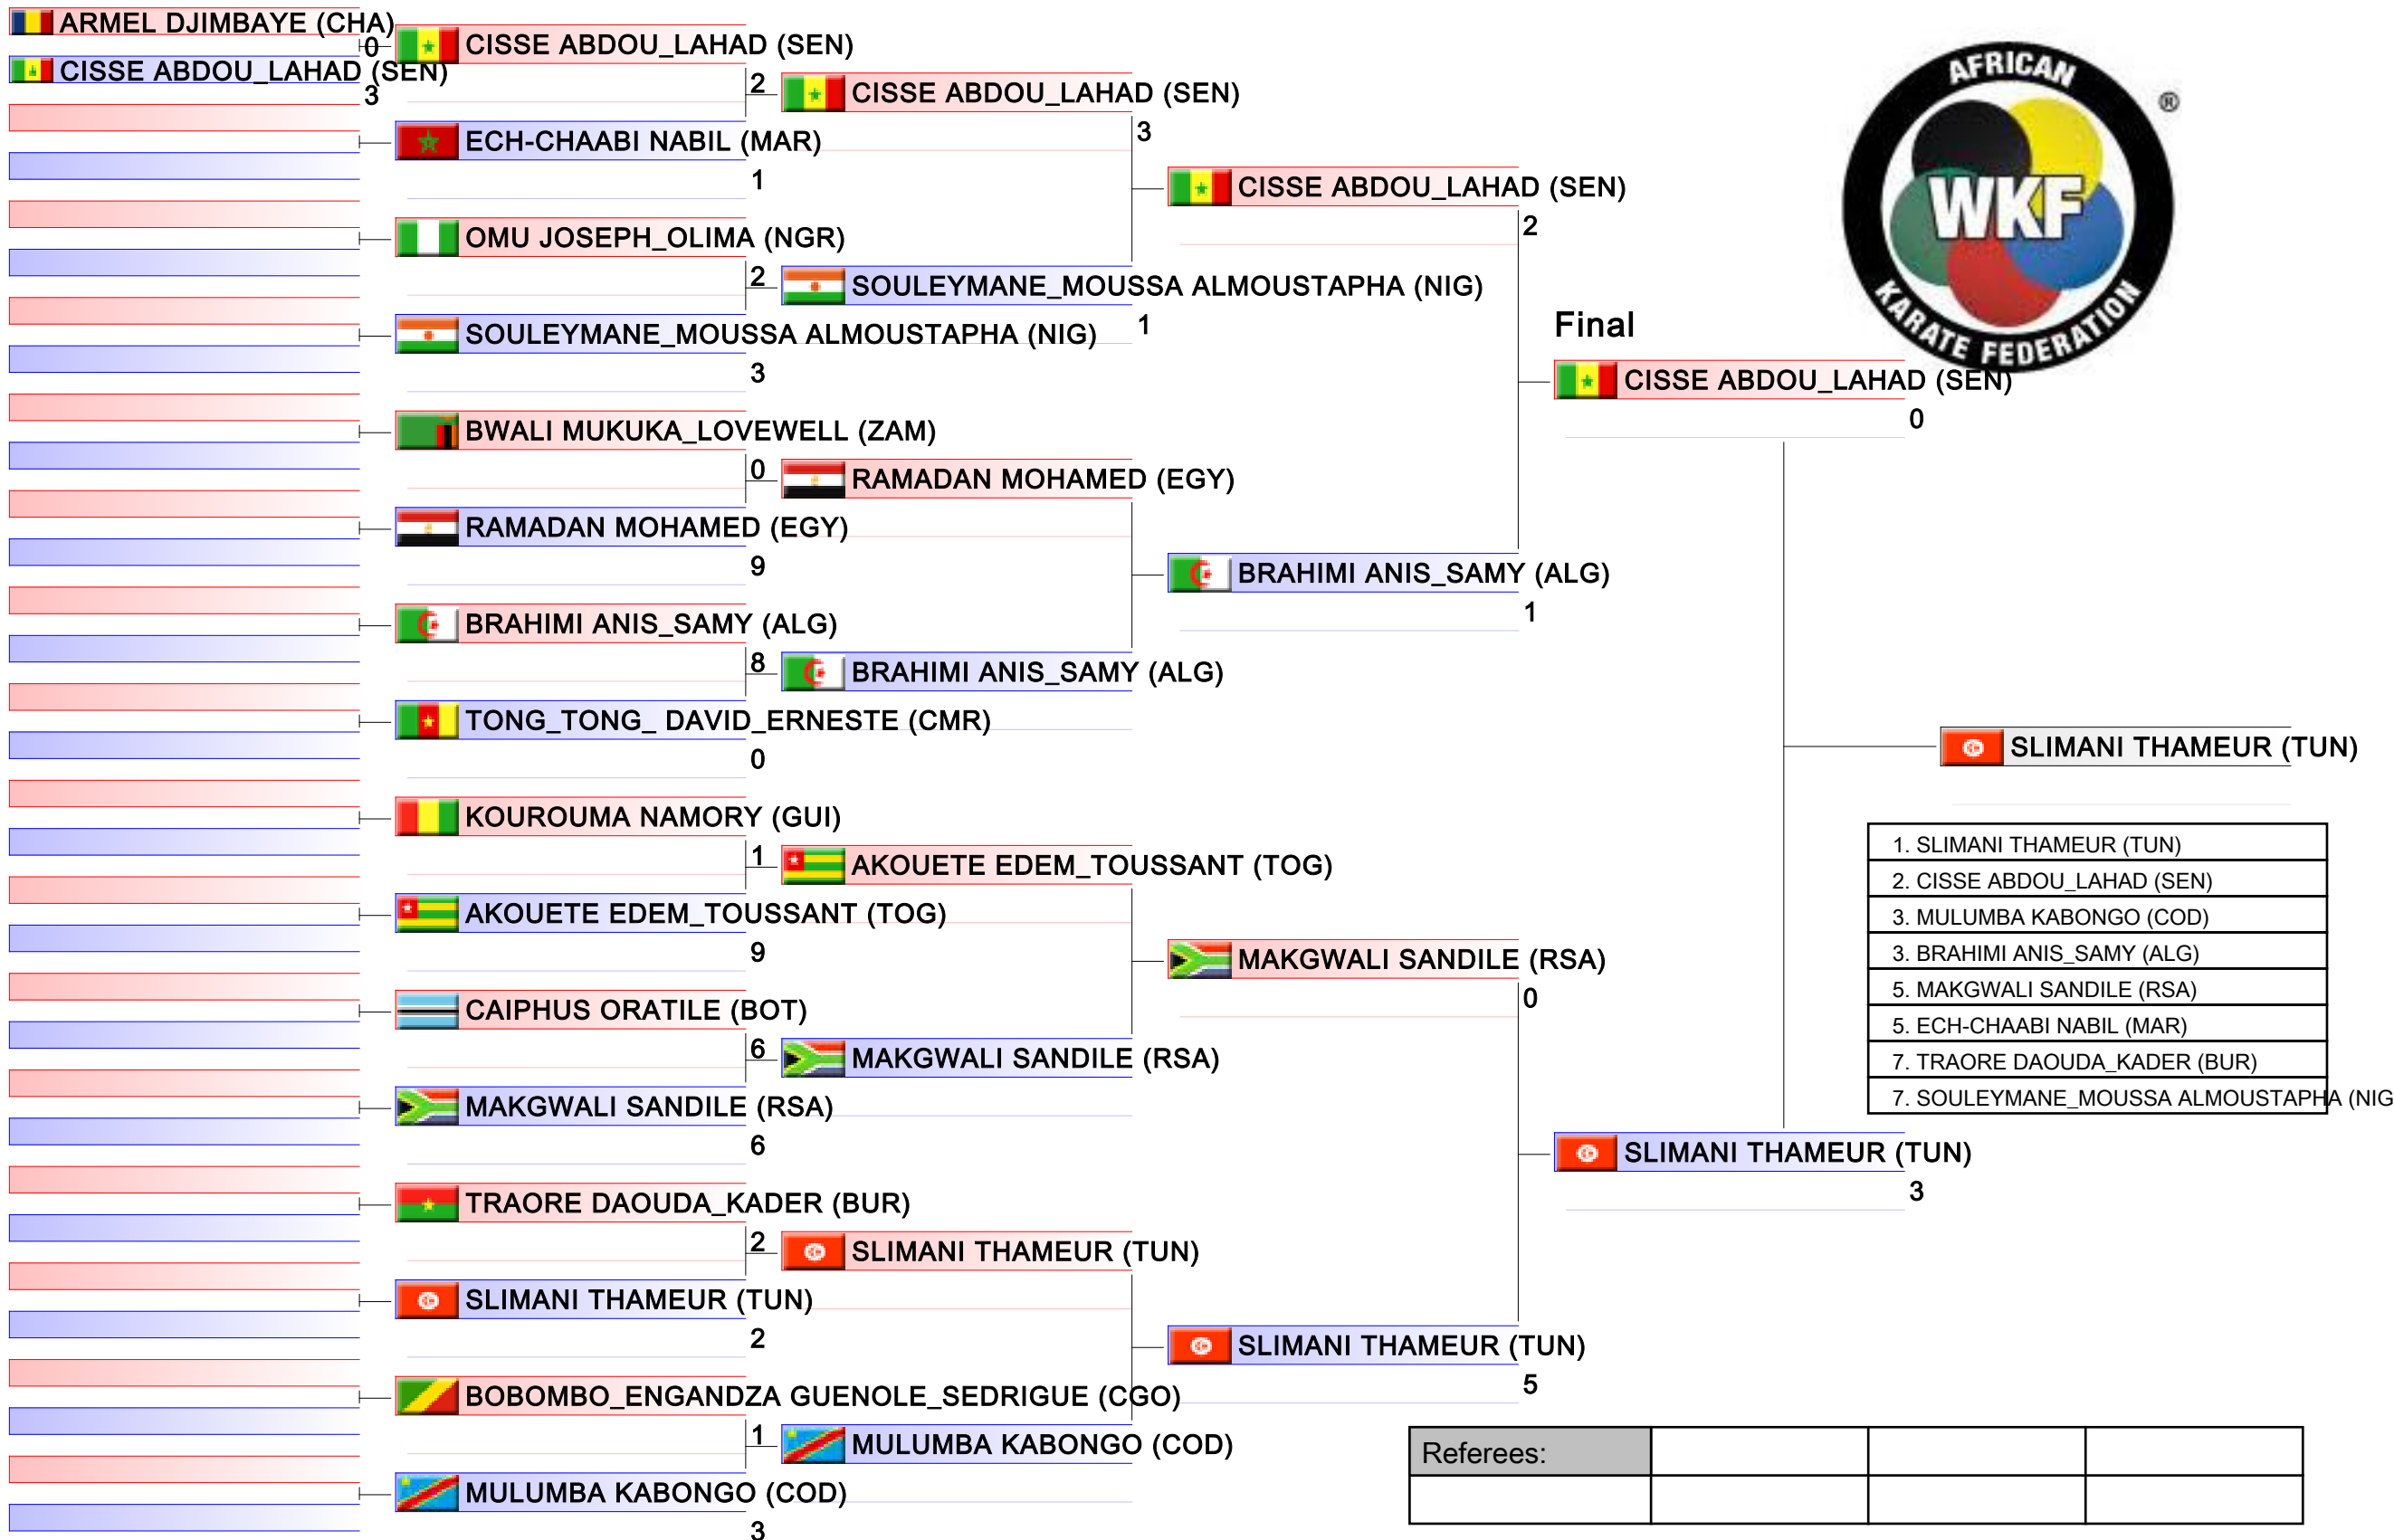 ARMEL DJIMBAYE (CHA)
0
CISSE ABDOU_LAHAD (SEN)
3
CISSE ABDOU_LAHAD (SEN)
2
ECH-CHAABI NABIL (MAR)
1
OMU JOSEPH_OLIMA (NGR)
2
SOULEYMANE_MOUSSA ALMOUSTAPHA (NIG)
3
BWALI MUKUKA_LOVEWELL (ZAM)
0
RAMADAN MOHAMED (EGY)
9
BRAHIMI ANIS_SAMY (ALG)
8
TONG_TONG_ DAVID_ERNESTE (CMR)
0
KOUROUMA NAMORY (GUI)
1
AKOUETE EDEM_TOUSSANT (TOG)
9
CAIPHUS ORATILE (BOT)
6
MAKGWALI SANDILE (RSA)
6
TRAORE DAOUDA_KADER (BUR)
2
SLIMANI THAMEUR (TUN)
2
BOBOMBO_ENGANDZA GUENOLE_SEDRIGUE (CGO)
1
MULUMBA KABONGO (COD)
3
CISSE ABDOU_LAHAD (SEN)
3
SOULEYMANE_MOUSSA ALMOUSTAPHA (NIG)
1
RAMADAN MOHAMED (EGY)
BRAHIMI ANIS_SAMY (ALG)
AKOUETE EDEM_TOUSSANT (TOG)
MAKGWALI SANDILE (RSA)
SLIMANI THAMEUR (TUN)
MULUMBA KABONGO (COD)
CISSE ABDOU_LAHAD (SEN)
2
BRAHIMI ANIS_SAMY (ALG)
1
MAKGWALI SANDILE (RSA)
0
SLIMANI THAMEUR (TUN)
5
Final
CISSE ABDOU_LAHAD (SEN)
0
SLIMANI THAMEUR (TUN)
3
AFRICAN
®
WKF
KARATE FEDERATION
SLIMANI THAMEUR (TUN)
1. SLIMANI THAMEUR (TUN)
2. CISSE ABDOU_LAHAD (SEN)
3. MULUMBA KABONGO (COD)
3. BRAHIMI ANIS_SAMY (ALG)
5. MAKGWALI SANDILE (RSA)
5. ECH-CHAABI NABIL (MAR)
7. TRAORE DAOUDA_KADER (BUR)
7. SOULEYMANE_MOUSSA ALMOUSTAPHA (NIG
Referees: